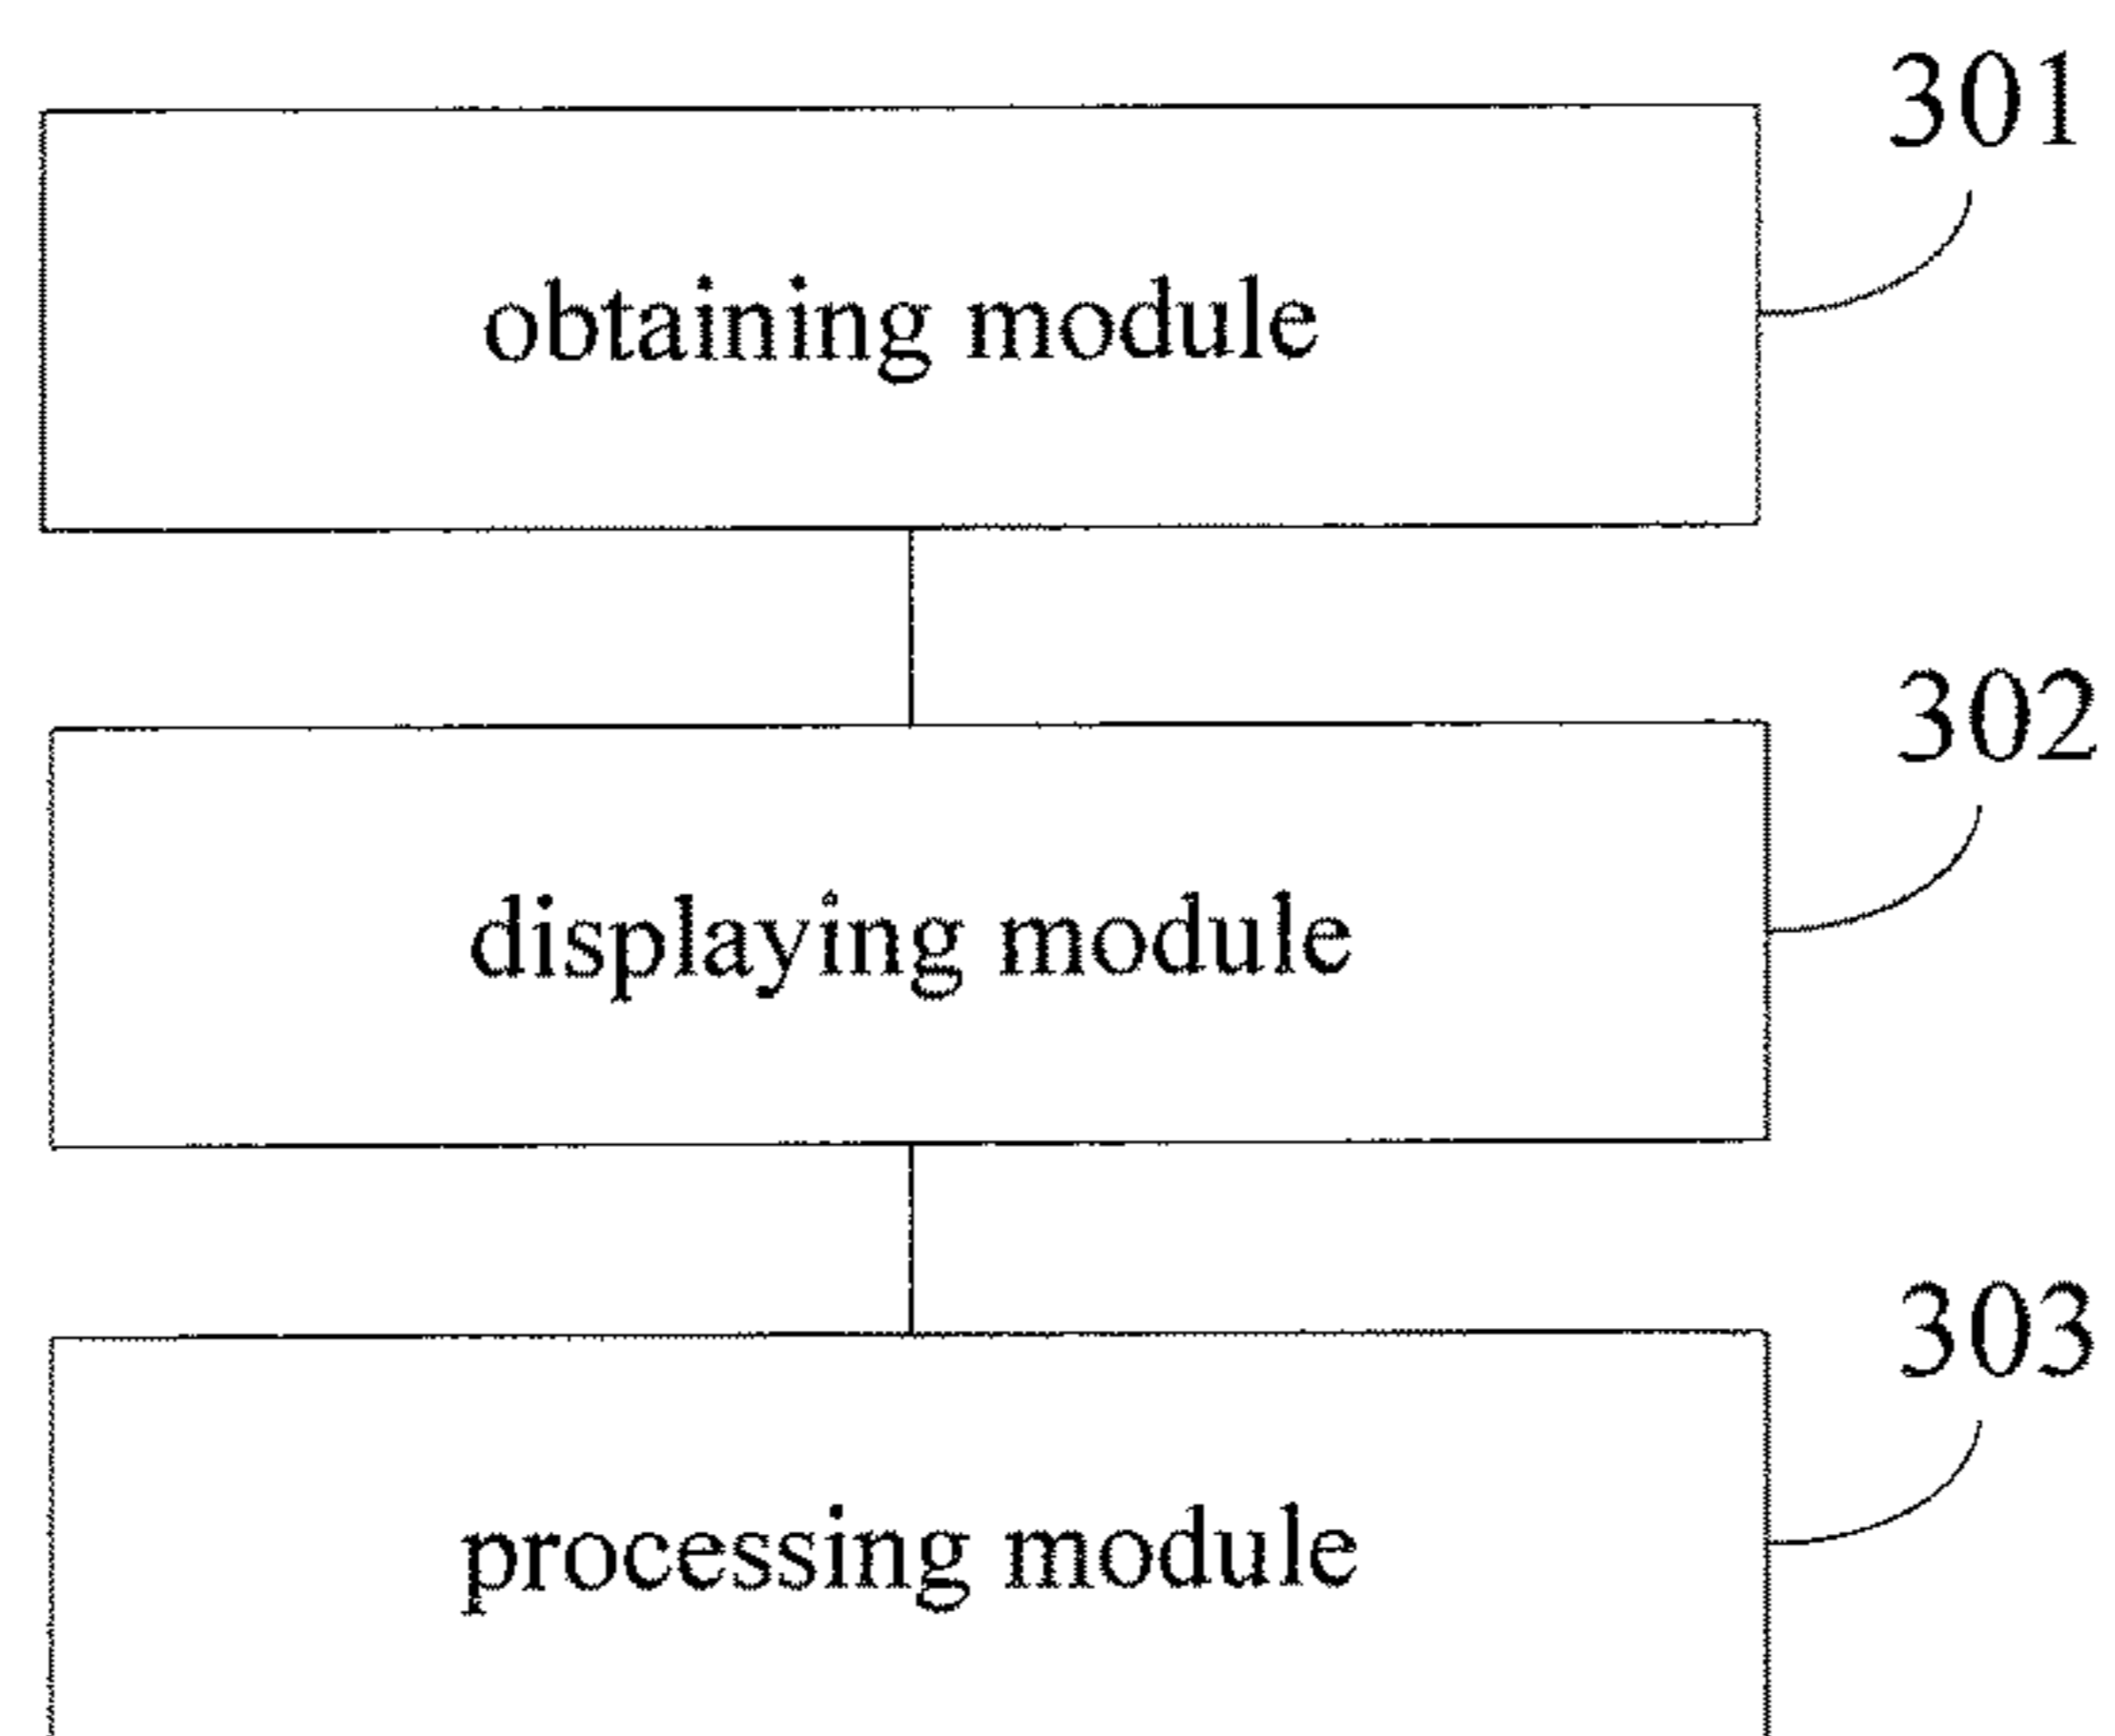 301
obtaining module
302
displaying module
303
processing module